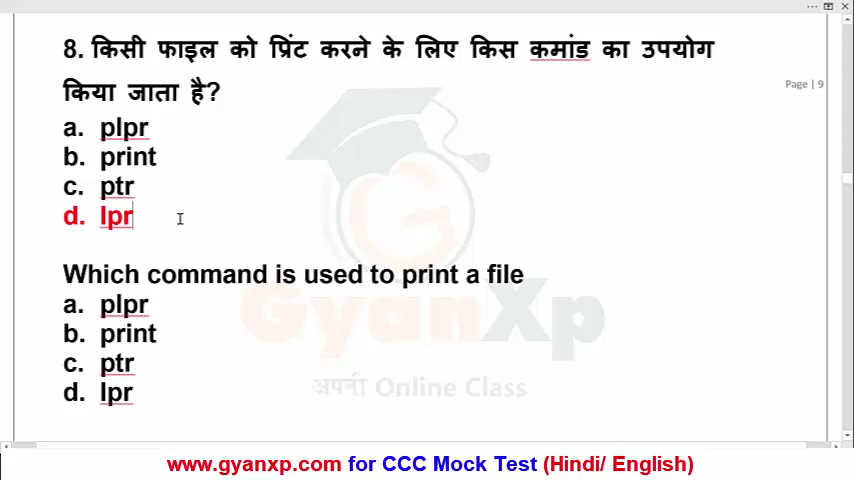 8. किसी फाइल को प्रिंट करने के लिए किस कमांड का उपयोग
किया जाता है?
Page | 9
a. plpr
b. print
c. ptr
d. lpr
Which command is used to print a file
a. plpr
b. print
c. ptr
d. lpr
GyanXp
अपनी Online Class
www.gyanxp.com for CCC Mock Test (Hindi/ English)